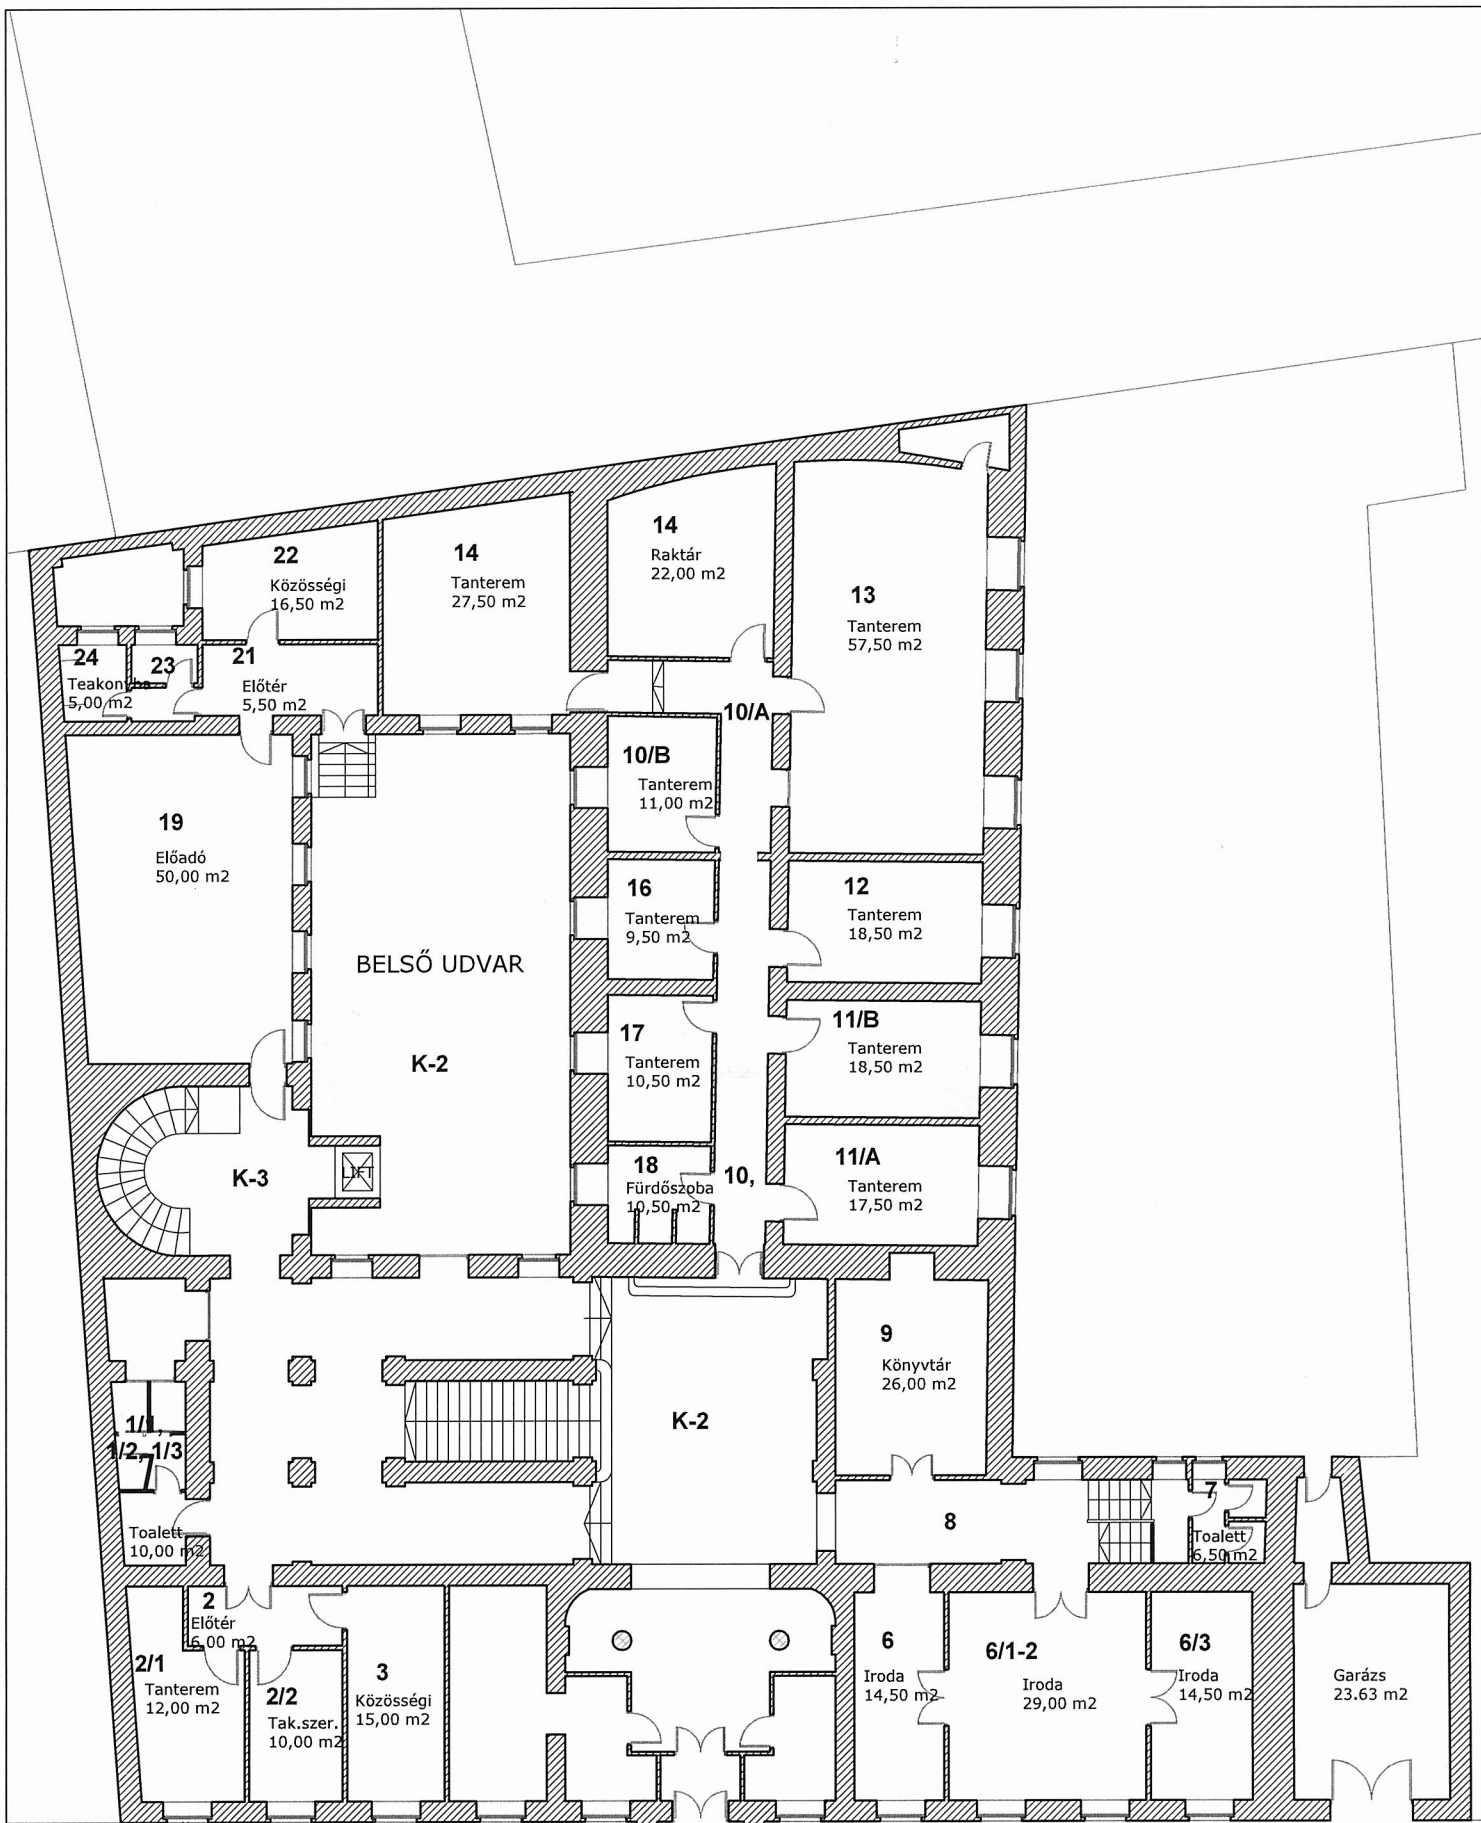 22
Közösségi
16,50 m2
14
Tanterem
27,50 m2
14
Raktár
22,00 m2
13
Tanterem
57,50 m2
24
Teakonyha
5,00 m2
23
21
Előtér
5,50 m2
10/A
10/B
Tanterem
11,00 m2
19
Előadó
50,00 m2
16
Tanterem
9,50 m2
12
Tanterem
18,50 m2
BELSŐ UDVAR
K-2
17
Tanterem
10,50 m2
11/B
Tanterem
18,50 m2
K-3
LIFT
18
Fürdőszoba
10,50 m2
10,
11/A
Tanterem
17,50 m2
9
Könyvtár
26,00 m2
K-2
1/1,
1/2, 1/3
Toalett
10,00 m2
8
7
Toalett
6,50 m2
2
Előtér
6,00 m2
2/1
Tanterem
12,00 m2
2/2
Tak.szer.
10,00 m2
3
Közösségi
15,00 m2
6
Iroda
14,50 m2
6/1-2
Iroda
29,00 m2
6/3
Iroda
14,50 m2
Garázs
23.63 m2